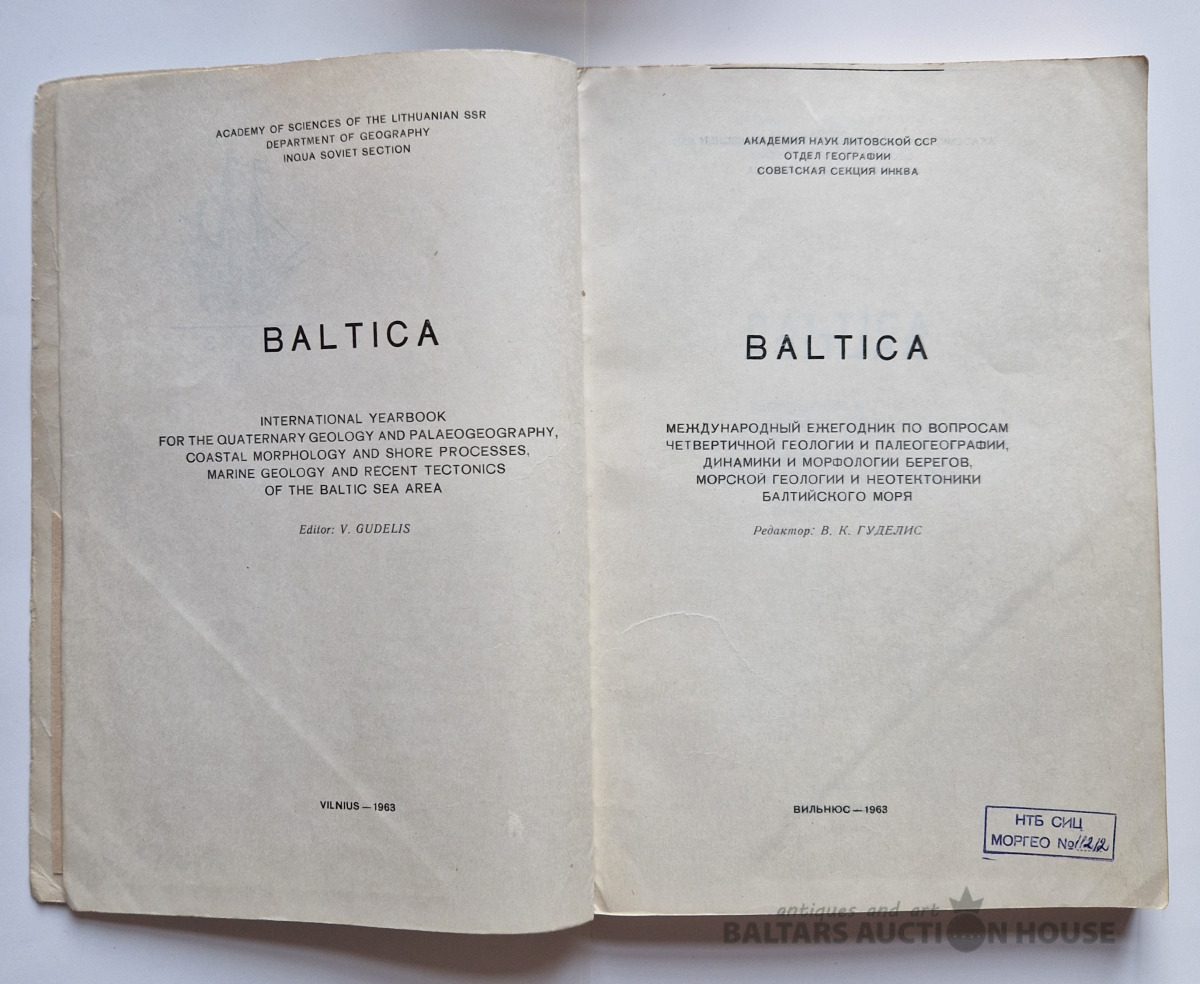 ACADEMY OF SCIENCES OF THE LITHUANIAN SSR
DEPARTMENT OF GEOGRAPHY
INQUA SOVIET SECTION
BALTICA
INTERNATIONAL YEARBOOK
FOR THE QUATERNARY GEOLOGY AND PALAEOGEOGRAPHY,
COASTAL MORPHOLOGY AND SHORE PROCESSES,
MARINE GEOLOGY AND RECENT TECTONICS
OF THE BALTIC SEA AREA
Editor: V. GUDELIS
VILNIUS — 1963
АКАДЕМИЯ НАУК ЛИТОВСКОЙ ССР
ОТДЕЛ ГЕОГРАФИИ
СОВЕТСКАЯ СЕКЦИЯ ИНКВА
BALTICA
МЕЖДУНАРОДНЫЙ ЕЖЕГОДНИК ПО ВОПРОСАМ
ЧЕТВЕРТИЧНОЙ ГЕОЛОГИИ И ПАЛЕОГЕОГРАФИИ,
ДИНАМИКИ И МОРФОЛОГИИ БЕРЕГОВ,
МОРСКОЙ ГЕОЛОГИИ И НЕОТЕКТОНИКИ
БАЛТИЙСКОГО МОРЯ
Редактор: В. К. ГУДЕЛИС
ВИЛЬНЮС — 1963
НТБ СИЦ
МОРГЕО №
antiques and art
BALTARS AUCTION HOUSE